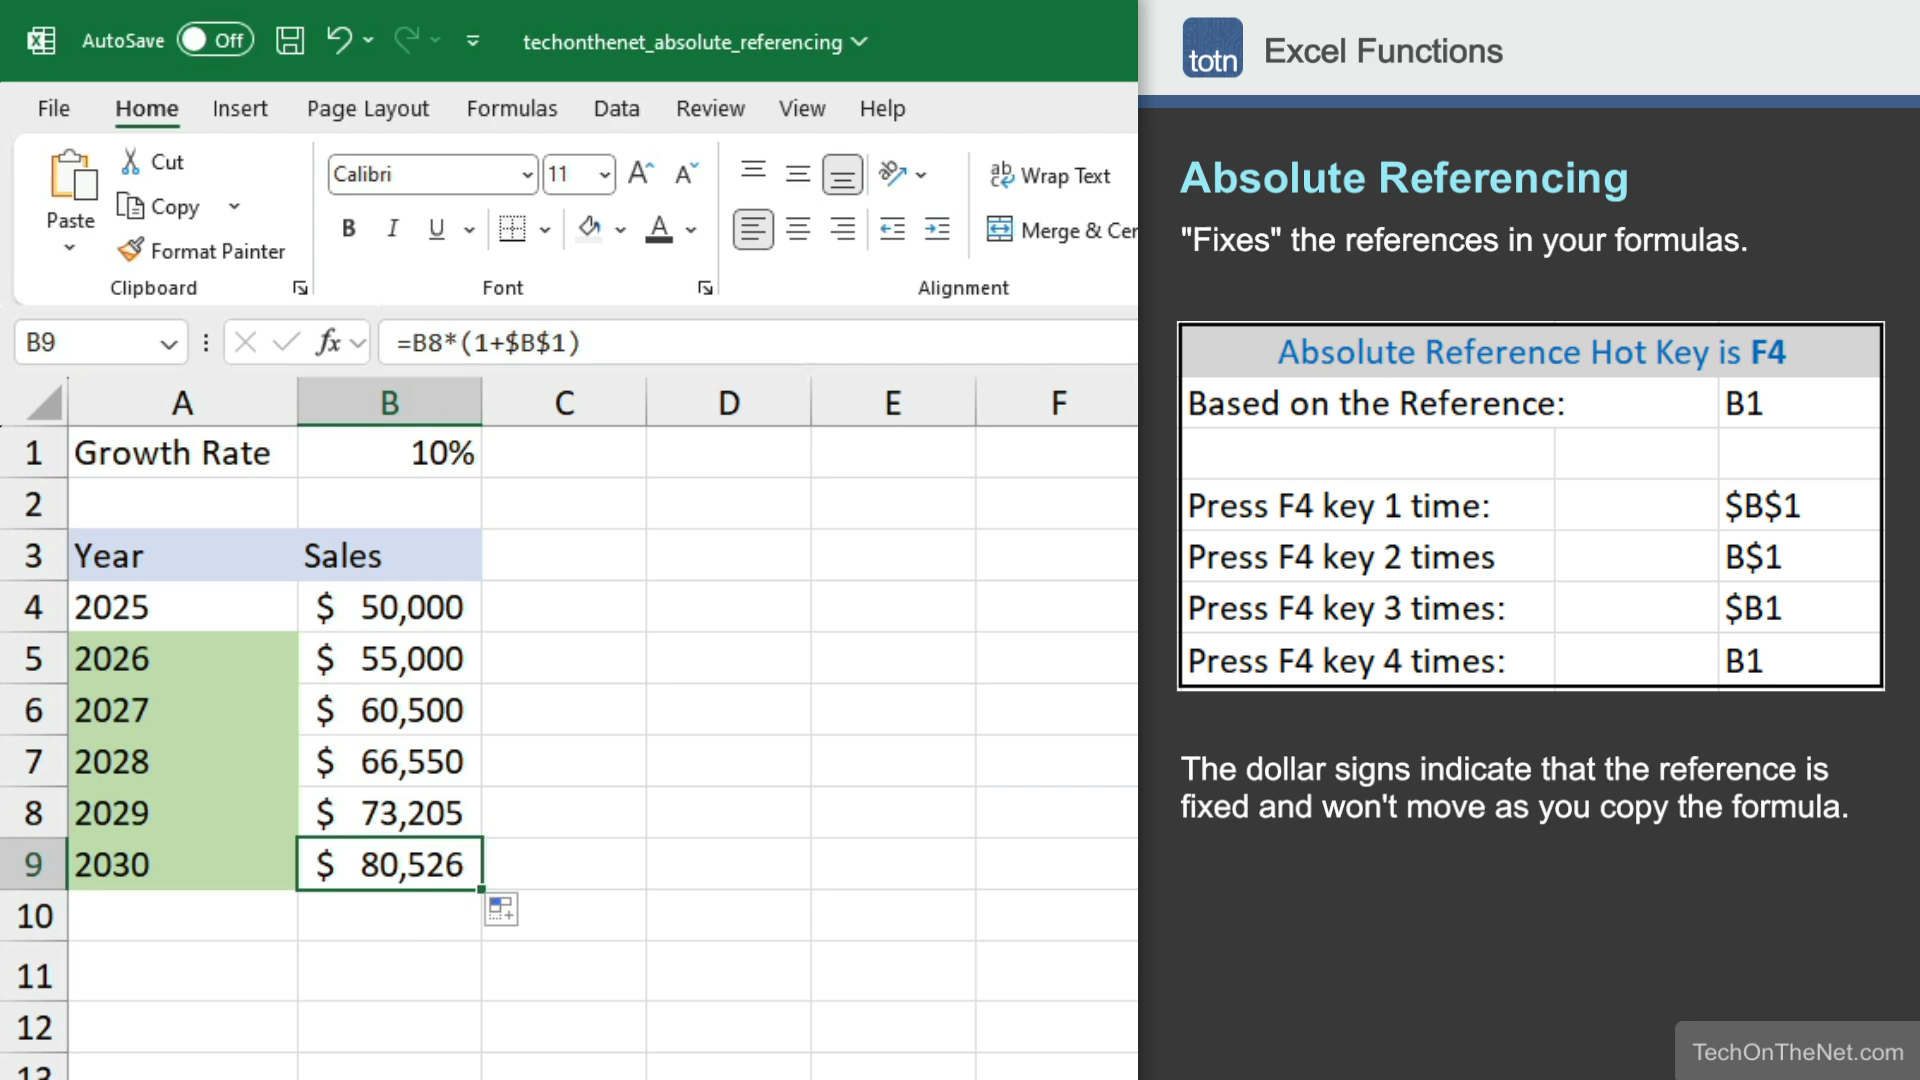 AutoSave Off techonthenet_absolute_referencing
File Home Insert Page Layout Formulas Data Review View Help
Paste
Cut
Copy
Format Painter
Clipboard
Calibri 11
B I U A
Font
Wrap Text
Merge & Cer
Alignment
B9 fx =B8*(1+$B$1)
A B C D E F
1 Growth Rate 10%
2
3 Year Sales
4 2025 $ 50,000
5 2026 $ 55,000
6 2027 $ 60,500
7 2028 $ 66,550
8 2029 $ 73,205
9 2030 $ 80,526
10
11
12
13
totn Excel Functions
Absolute Referencing
"Fixes" the references in your formulas.
Absolute Reference Hot Key is F4
Based on the Reference: B1
Press F4 key 1 time: $B$1
Press F4 key 2 times B$1
Press F4 key 3 times: $B1
Press F4 key 4 times: B1
The dollar signs indicate that the reference is
fixed and won't move as you copy the formula.
TechOnTheNet.com